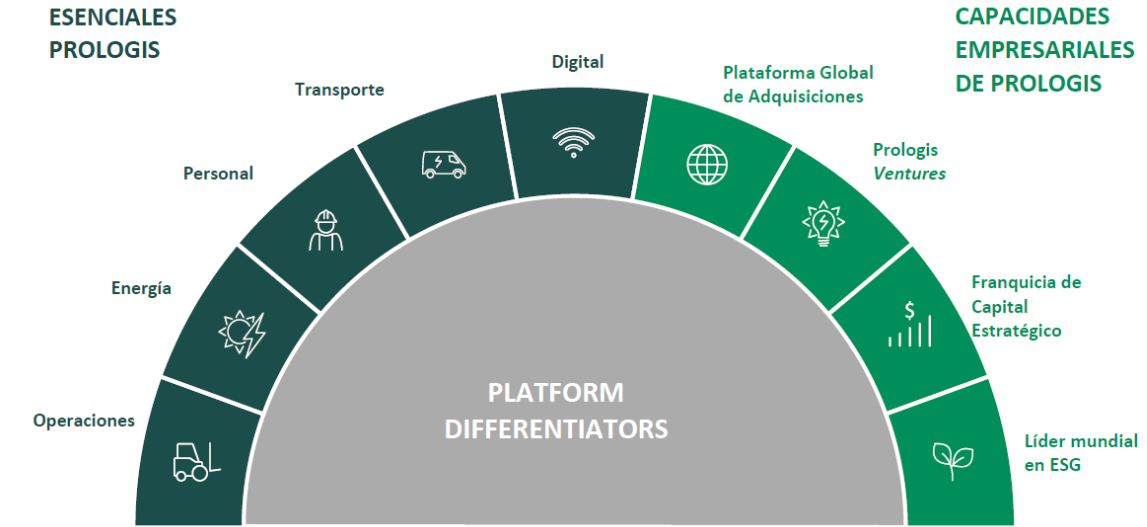 ESENCIALES
PROLOGIS
CAPACIDADES
EMPRESARIALES
DE PROLOGIS
Operaciones
Energía
Personal
Transporte
Digital
Plataforma Global
de Adquisiciones
Prologis
Ventures
$
Franquicia de
Capital
Estratégico
Líder mundial
en ESG
PLATFORM
DIFFERENTIATORS